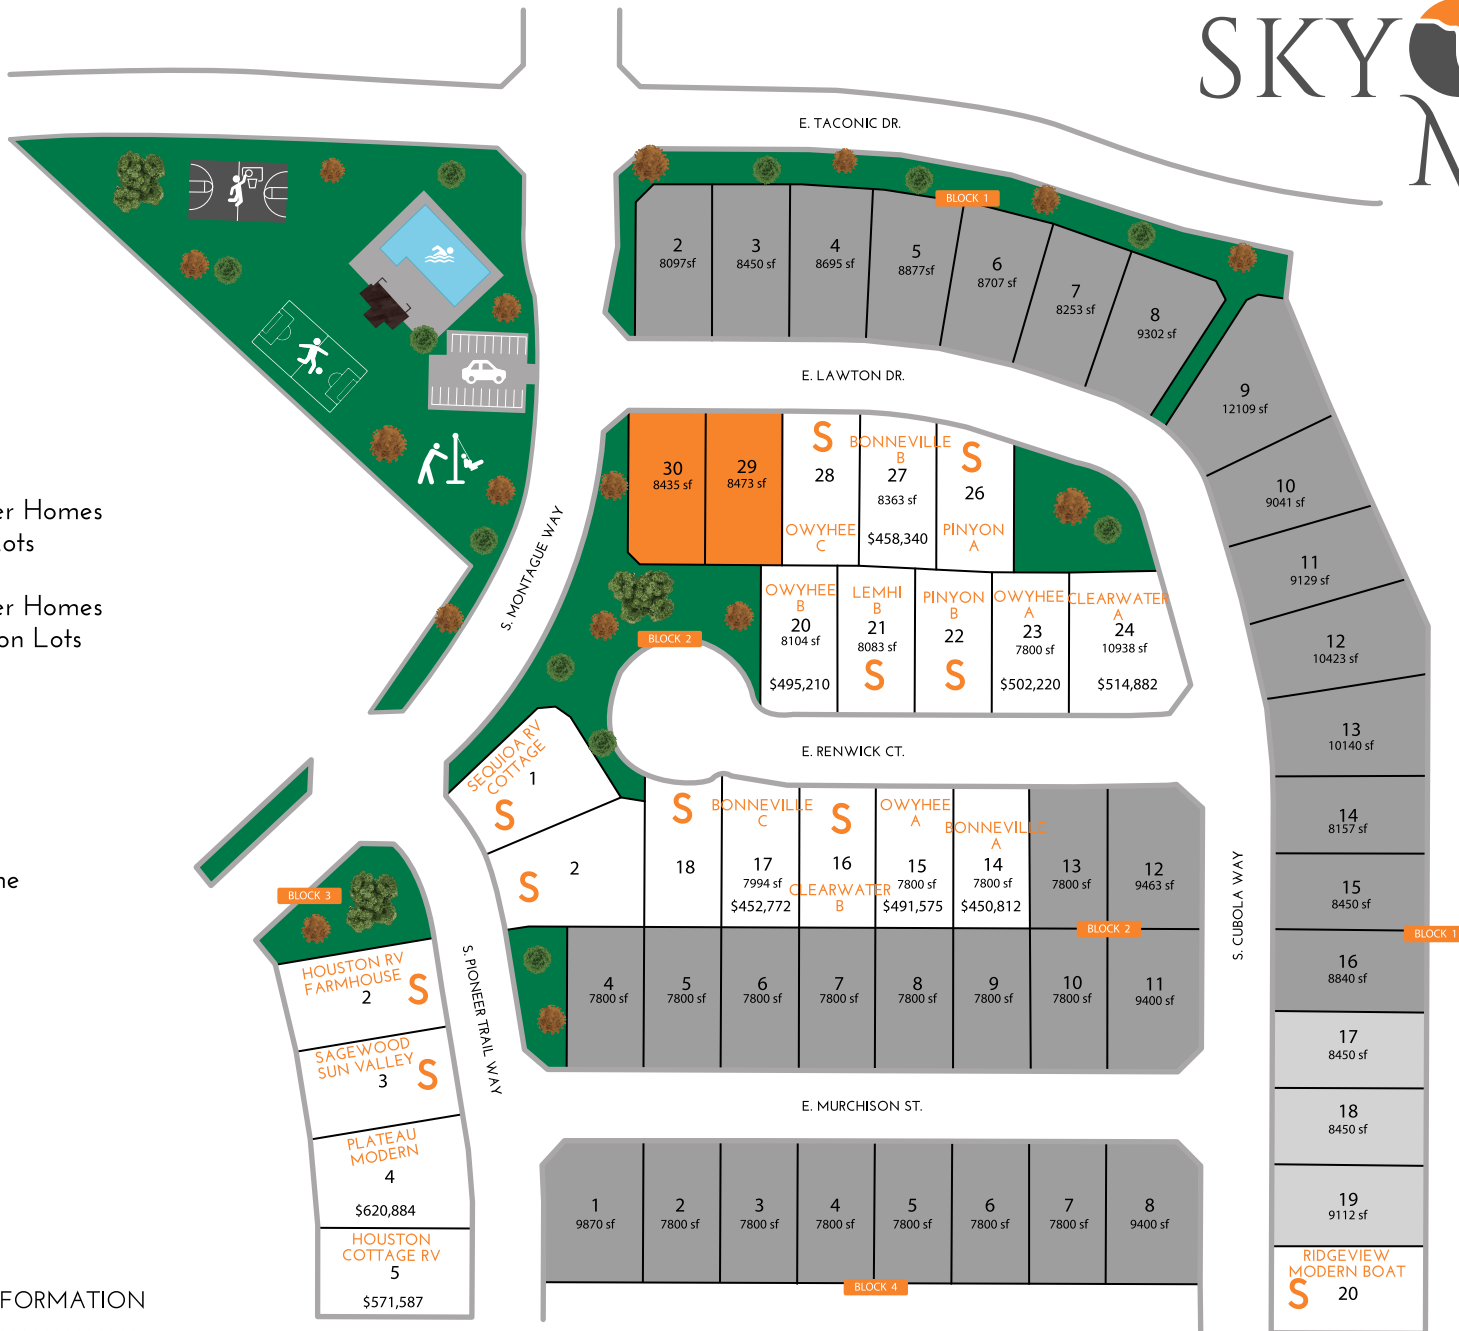 SKY
E. TACONIC DR.
BLOCK 1
2
8097 sf
3
8450 sf
4
8695 sf
5
8877sf
6
8707 sf
7
8253 sf
8
9302 sf
9
12109 sf
10
9041 sf
11
9129 sf
12
10423 sf
13
10140 sf
14
8157 sf
15
8450 sf
BLOCK 1
16
8840 sf
17
8450 sf
18
8450 sf
19
9112 sf
RIDGEVIEW
MODERN BOAT
S
20
E. LAWTON DR.
30
8435 sf
29
8473 sf
S
28
OWYHEE
C
BONNEVILLE
B
27
8363 sf
$458,340
S
26
PINYON
A
S. MONTAGUE WAY
BLOCK 2
OWYHEE
B
20
8104 sf
$495,210
LEMHI
B
21
8083 sf
S
PINYON
B
22
S
OWYHEE
A
23
7800 sf
$502,220
CLEARWATER
A
24
10938 sf
$514,882
E. RENWICK CT.
SEQUIOA RV
COTTAGE
1
S
2
S
S
18
BONNEVILLE
C
17
7994 sf
$452,772
S
16
CLEARWATER
B
OWYHEE
A
15
7800 sf
$491,575
BONNEVILLE
A
14
7800 sf
$450,812
13
7800 sf
12
9463 sf
BLOCK 2
S. CUBOLA WAY
4
7800 sf
5
7800 sf
6
7800 sf
7
7800 sf
8
7800 sf
9
7800 sf
10
7800 sf
11
9400 sf
S. PIONEER TRAIL WAY
E. MURCHISON ST.
BLOCK 3
HOUSTON RV
FARMHOUSE
2
S
SAGEWOOD
SUN VALLEY
3
S
PLATEAU
MODERN
4
$620,884
HOUSTON
COTTAGE RV
5
$571,587
1
9870 sf
2
7800 sf
3
7800 sf
4
7800 sf
5
7800 sf
6
7800 sf
7
7800 sf
8
9400 sf
BLOCK 4
er Homes
ots
er Homes
on Lots
ne
FORMATION